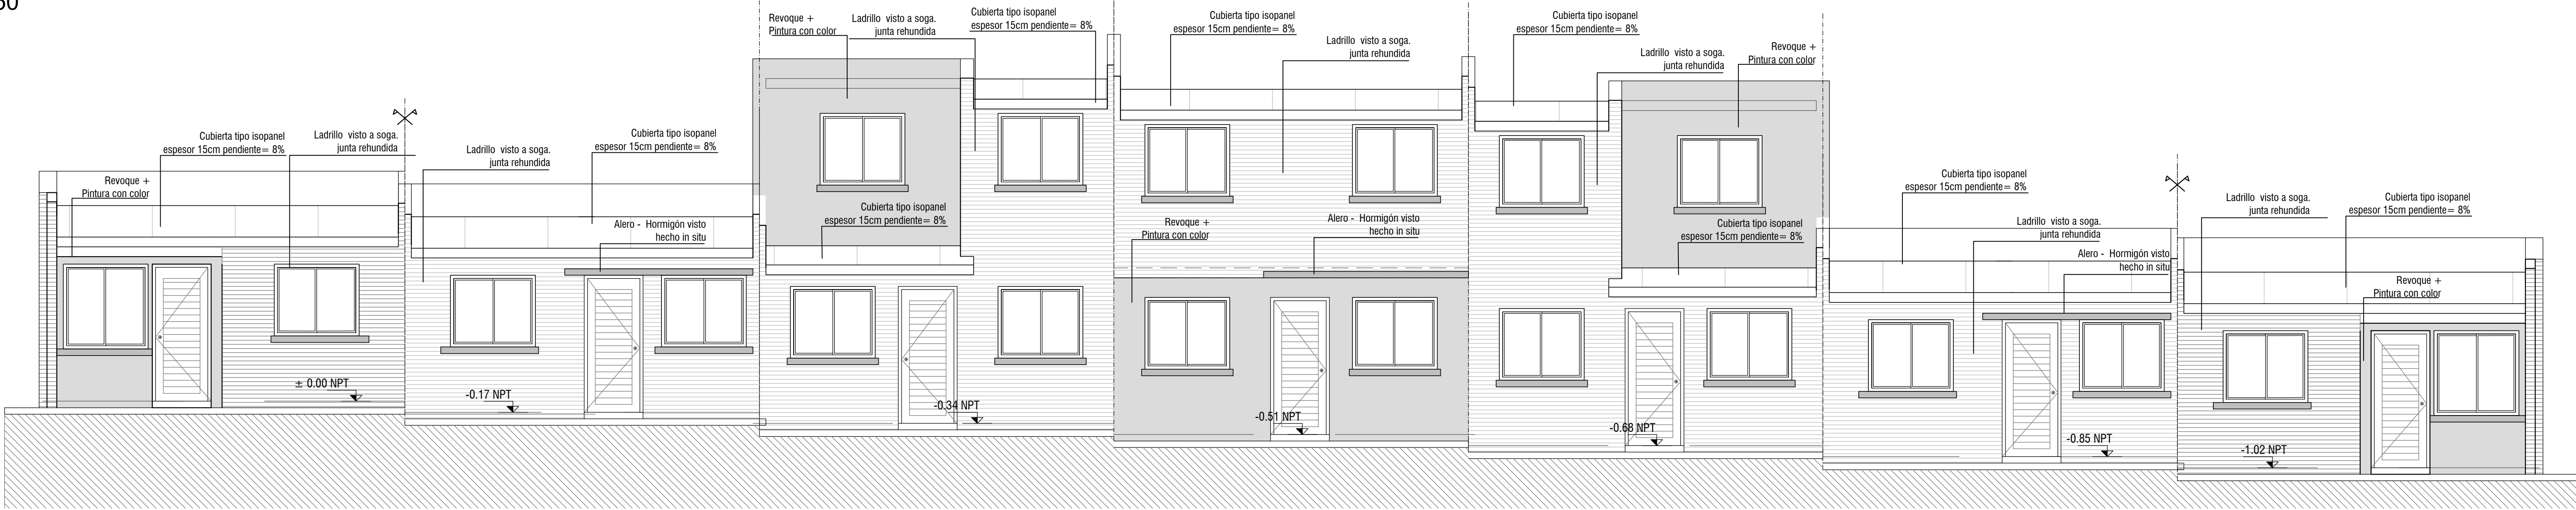 60
Cubierta tipo isopanel
espesor 15cm pendiente= 8%
Ladrillo visto a soga.
junta rehundida
Revoque +
Pintura con color
± 0.00 NPT
Ladrillo visto a soga.
junta rehundida
Cubierta tipo isopanel
espesor 15cm pendiente= 8%
Alero - Hormigón visto
hecho in situ
-0.17 NPT
Revoque +
Pintura con color
Ladrillo visto a soga.
junta rehundida
Cubierta tipo isopanel
espesor 15cm pendiente= 8%
Cubierta tipo isopanel
espesor 15cm pendiente= 8%
-0.34 NPT
Cubierta tipo isopanel
espesor 15cm pendiente= 8%
Ladrillo visto a soga.
junta rehundida
Revoque +
Pintura con color
Alero - Hormigón visto
hecho in situ
-0.51 NPT
Cubierta tipo isopanel
espesor 15cm pendiente= 8%
Ladrillo visto a soga.
junta rehundida
Revoque +
Pintura con color
Cubierta tipo isopanel
espesor 15cm pendiente= 8%
-0.68 NPT
Cubierta tipo isopanel
espesor 15cm pendiente= 8%
Ladrillo visto a soga.
junta rehundida
Alero - Hormigón visto
hecho in situ
-0.85 NPT
Ladrillo visto a soga.
junta rehundida
Cubierta tipo isopanel
espesor 15cm pendiente= 8%
Revoque +
Pintura con color
-1.02 NPT